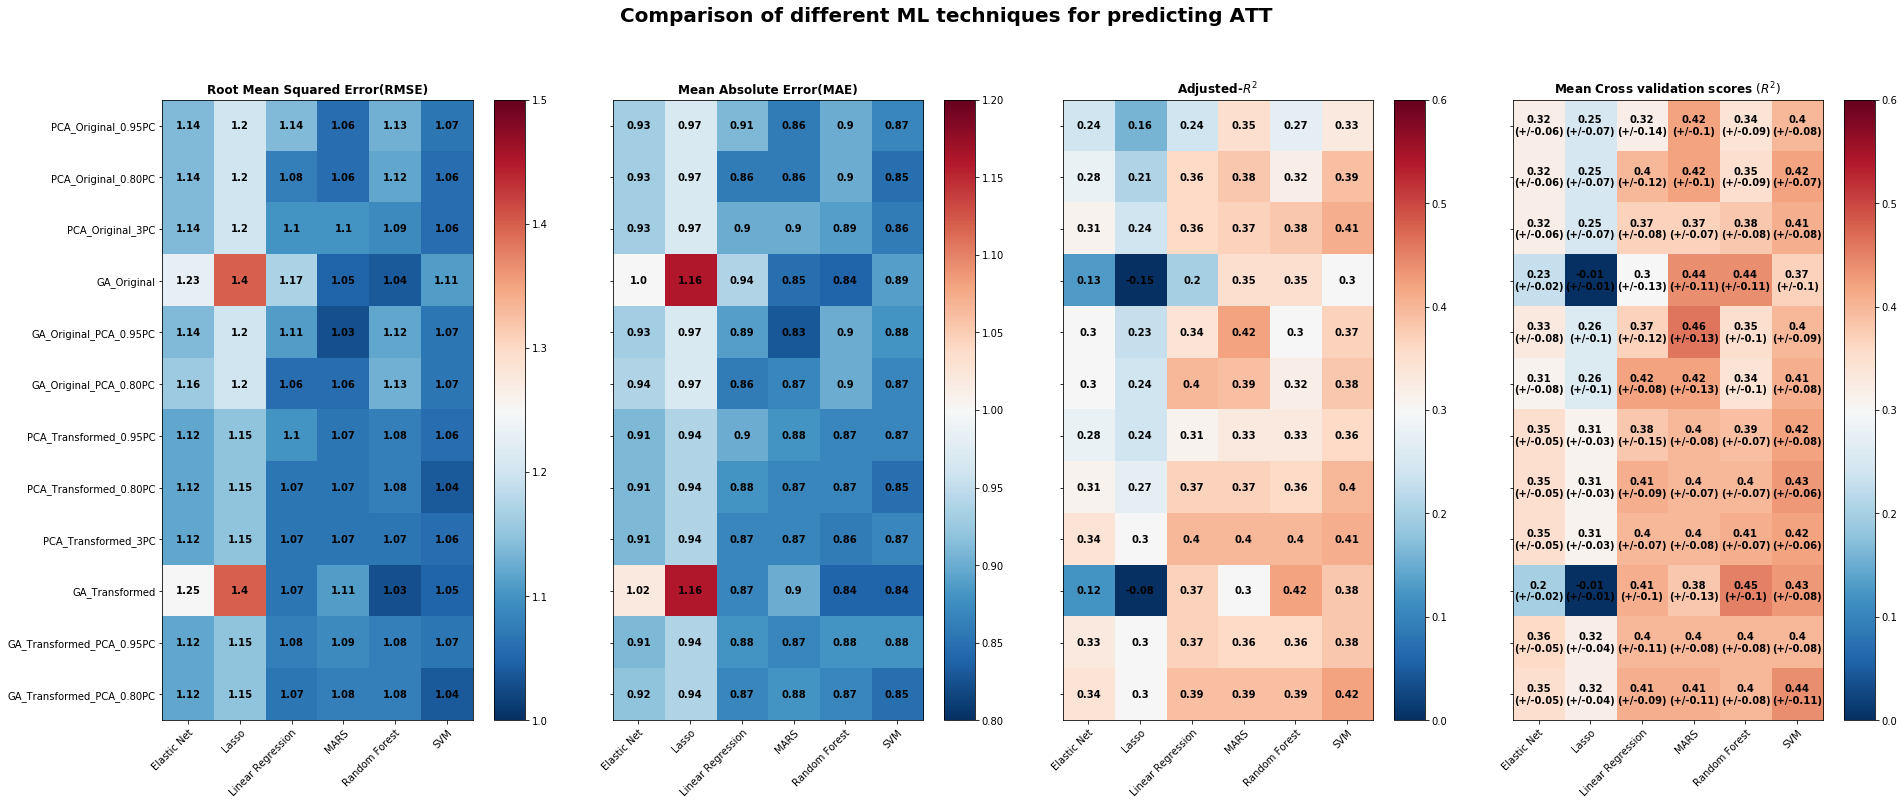 Comparison of different ML techniques for predicting ATT
Root Mean Squared Error(RMSE)
PCA_Original_0.95PC 1.14 1.2 1.14 1.06 1.13 1.07
PCA_Original_0.80PC 1.14 1.2 1.08 1.06 1.12 1.06
PCA_Original_3PC 1.14 1.2 1.1 1.1 1.09 1.06
GA_Original 1.23 1.4 1.17 1.05 1.04 1.11
GA_Original_PCA_0.95PC 1.14 1.2 1.11 1.03 1.12 1.07
GA_Original_PCA_0.80PC 1.16 1.2 1.06 1.06 1.13 1.07
PCA_Transformed_0.95PC 1.12 1.15 1.1 1.07 1.08 1.06
PCA_Transformed_0.80PC 1.12 1.15 1.07 1.07 1.08 1.04
PCA_Transformed_3PC 1.12 1.15 1.07 1.07 1.07 1.06
GA_Transformed 1.25 1.4 1.07 1.11 1.03 1.05
GA_Transformed_PCA_0.95PC 1.12 1.15 1.08 1.09 1.08 1.07
GA_Transformed_PCA_0.80PC 1.12 1.15 1.07 1.08 1.08 1.04
Elastic Net
Lasso
Linear Regression
MARS
Random Forest
SVM
1.5
1.4
1.3
1.2
1.1
1.0
Mean Absolute Error(MAE)
0.93 0.97 0.91 0.86 0.9 0.87
0.93 0.97 0.86 0.86 0.9 0.85
0.93 0.97 0.9 0.9 0.89 0.86
1.0 1.16 0.94 0.85 0.84 0.89
0.93 0.97 0.89 0.83 0.9 0.88
0.94 0.97 0.86 0.87 0.9 0.87
0.91 0.94 0.9 0.88 0.87 0.87
0.91 0.94 0.88 0.87 0.87 0.85
0.91 0.94 0.87 0.87 0.86 0.87
1.02 1.16 0.87 0.9 0.84 0.84
0.91 0.94 0.88 0.87 0.88 0.88
0.92 0.94 0.87 0.88 0.87 0.85
Elastic Net
Lasso
Linear Regression
MARS
Random Forest
SVM
1.20
1.15
1.10
1.05
1.00
0.95
0.90
0.85
0.80
Adjusted-R²
0.24 0.16 0.24 0.35 0.27 0.33
0.28 0.21 0.36 0.38 0.32 0.39
0.31 0.24 0.36 0.37 0.38 0.41
0.13 -0.15 0.2 0.35 0.35 0.3
0.3 0.23 0.34 0.42 0.3 0.37
0.3 0.24 0.4 0.39 0.32 0.38
0.28 0.24 0.31 0.33 0.33 0.36
0.31 0.27 0.37 0.37 0.36 0.4
0.34 0.3 0.4 0.4 0.4 0.41
0.12 -0.08 0.37 0.3 0.42 0.38
0.33 0.3 0.37 0.36 0.36 0.38
0.34 0.3 0.39 0.39 0.39 0.42
Elastic Net
Lasso
Linear Regression
MARS
Random Forest
SVM
0.6
0.5
0.4
0.3
0.2
0.1
0.0
Mean Cross validation scores (R²)
0.32 0.25 0.32 0.42 0.34 0.4
(+/-0.06) (+/-0.07) (+/-0.14) (+/-0.1) (+/-0.09) (+/-0.08)
0.32 0.25 0.4 0.42 0.35 0.42
(+/-0.06) (+/-0.07) (+/-0.12) (+/-0.1) (+/-0.09) (+/-0.07)
0.32 0.25 0.37 0.37 0.38 0.41
(+/-0.06) (+/-0.07) (+/-0.08) (+/-0.07) (+/-0.08) (+/-0.08)
0.23 -0.01 0.3 0.44 0.44 0.37
(+/-0.02) (+/-0.01) (+/-0.13) (+/-0.11) (+/-0.11) (+/-0.1)
0.33 0.26 0.37 0.46 0.35 0.4
(+/-0.08) (+/-0.1) (+/-0.12) (+/-0.13) (+/-0.1) (+/-0.09)
0.31 0.26 0.42 0.42 0.34 0.41
(+/-0.08) (+/-0.1) (+/-0.08) (+/-0.13) (+/-0.1) (+/-0.08)
0.35 0.31 0.38 0.4 0.39 0.42
(+/-0.05) (+/-0.03) (+/-0.15) (+/-0.08) (+/-0.07) (+/-0.08)
0.35 0.31 0.41 0.4 0.4 0.43
(+/-0.05) (+/-0.03) (+/-0.09) (+/-0.07) (+/-0.07) (+/-0.06)
0.35 0.31 0.4 0.4 0.41 0.42
(+/-0.05) (+/-0.03) (+/-0.07) (+/-0.08) (+/-0.07) (+/-0.06)
0.2 -0.01 0.41 0.38 0.45 0.43
(+/-0.02) (+/-0.01) (+/-0.1) (+/-0.13) (+/-0.1) (+/-0.08)
0.36 0.32 0.4 0.4 0.4 0.4
(+/-0.05) (+/-0.04) (+/-0.11) (+/-0.08) (+/-0.08) (+/-0.08)
0.35 0.32 0.41 0.41 0.4 0.44
(+/-0.05) (+/-0.04) (+/-0.09) (+/-0.11) (+/-0.08) (+/-0.11)
Elastic Net
Lasso
Linear Regression
MARS
Random Forest
SVM
0.6
0.5
0.4
0.3
0.2
0.1
0.0